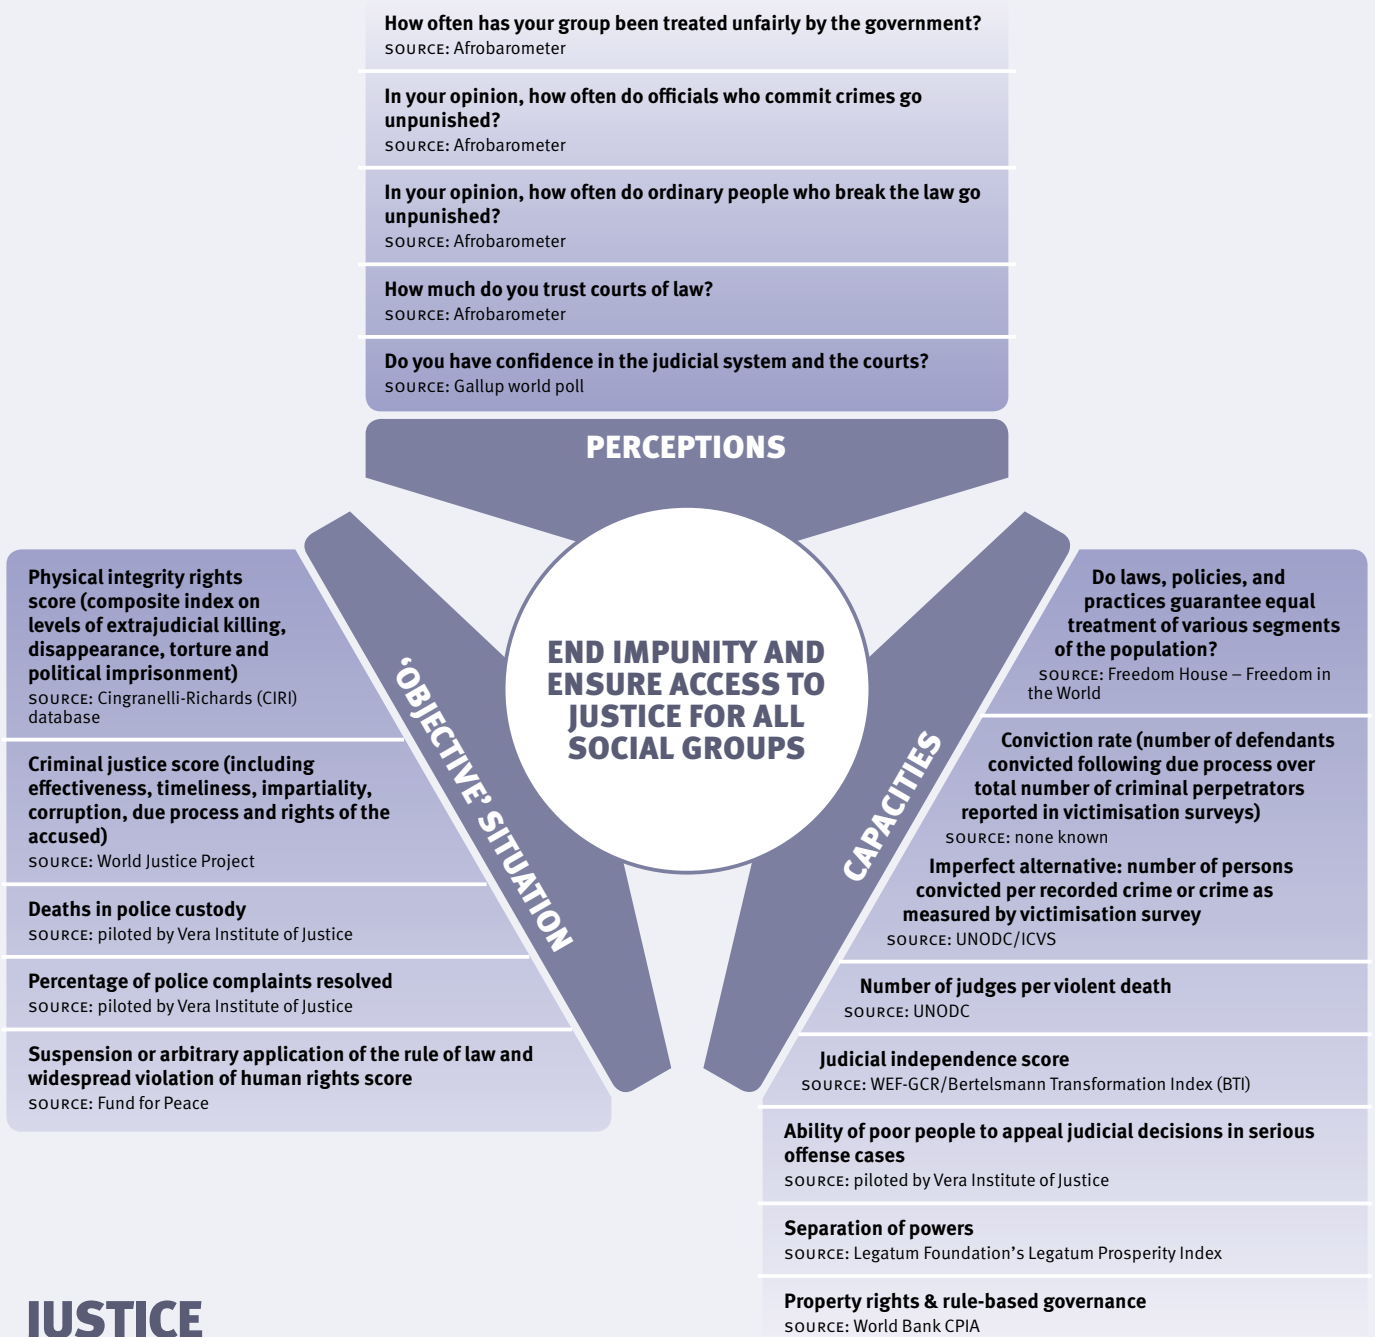 How often has your group been treated unfairly by the government?
SOURCE: Afrobarometer
In your opinion, how often do officials who commit crimes go
unpunished?
SOURCE: Afrobarometer
In your opinion, how often do ordinary people who break the law go
unpunished?
SOURCE: Afrobarometer
How much do you trust courts of law?
SOURCE: Afrobarometer
Do you have confidence in the judicial system and the courts?
SOURCE: Gallup world poll
PERCEPTIONS
END IMPUNITY AND
ENSURE ACCESS TO
JUSTICE FOR ALL
SOCIAL GROUPS
‘OBJECTIVE’ SITUATION
Physical integrity rights
score (composite index on
levels of extrajudicial killing,
disappearance, torture and
political imprisonment)
SOURCE: Cingranelli-Richards (CIRI)
database
Criminal justice score (including
effectiveness, timeliness, impartiality,
corruption, due process and rights of the
accused)
SOURCE: World Justice Project
Deaths in police custody
SOURCE: piloted by Vera Institute of Justice
Percentage of police complaints resolved
SOURCE: piloted by Vera Institute of Justice
Suspension or arbitrary application of the rule of law and
widespread violation of human rights score
SOURCE: Fund for Peace
CAPACITIES
Do laws, policies, and
practices guarantee equal
treatment of various segments
of the population?
SOURCE: Freedom House – Freedom in
the World
Conviction rate (number of defendants
convicted following due process over
total number of criminal perpetrators
reported in victimisation surveys)
SOURCE: none known
Imperfect alternative: number of persons
convicted per recorded crime or crime as
measured by victimisation survey
SOURCE: UNODC/ICVS
Number of judges per violent death
SOURCE: UNODC
Judicial independence score
SOURCE: WEF-GCR/Bertelsmann Transformation Index (BTI)
Ability of poor people to appeal judicial decisions in serious
offense cases
SOURCE: piloted by Vera Institute of Justice
Separation of powers
SOURCE: Legatum Foundation’s Legatum Prosperity Index
Property rights & rule-based governance
SOURCE: World Bank CPIA
JUSTICE